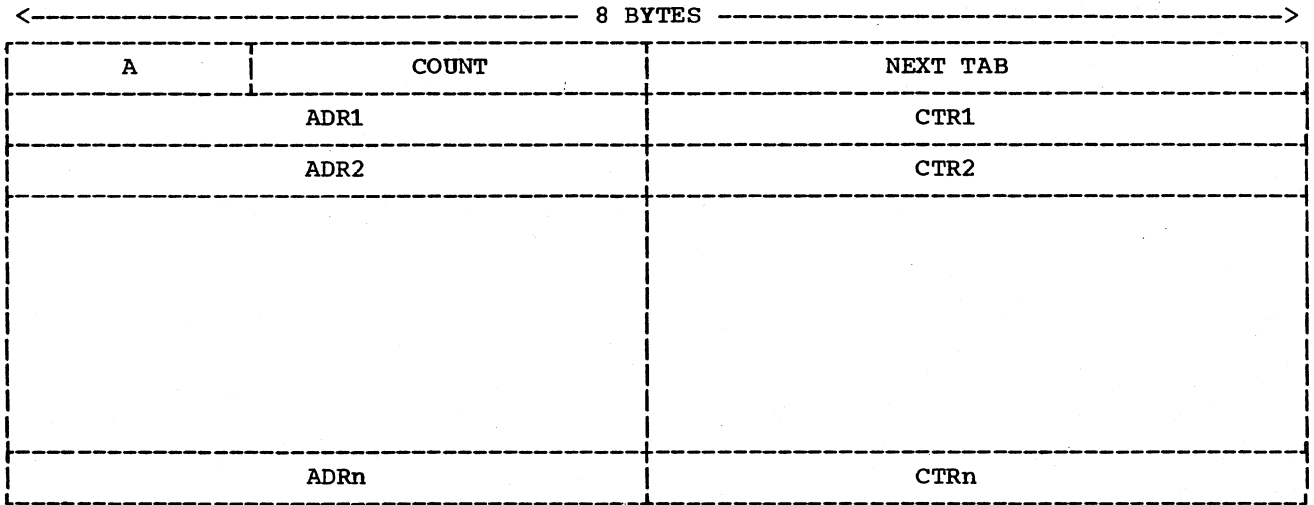 8 BYTES
A COUNT NEXT TAB
ADR1 CTR1
ADR2 CTR2
ADRn CTRn